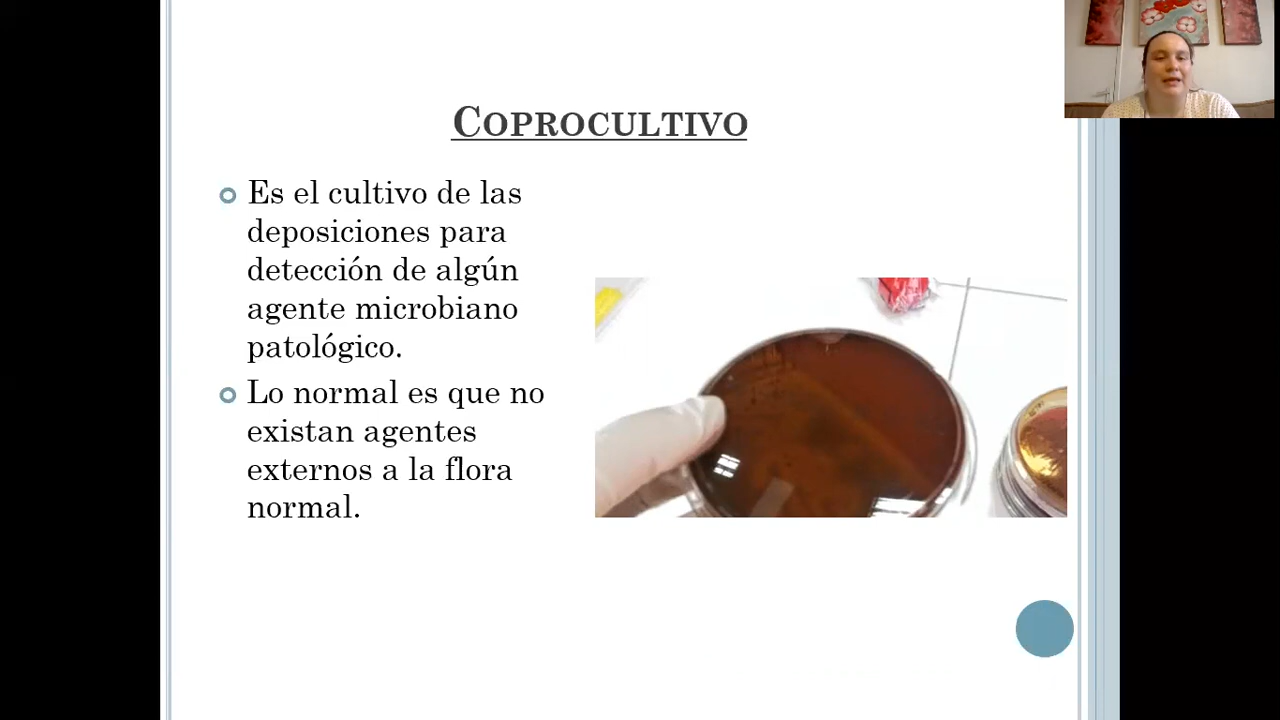 COPROCULTIVO
Es el cultivo de las
deposiciones para
detección de algún
agente microbiano
patológico.
Lo normal es que no
existan agentes
externos a la flora
normal.